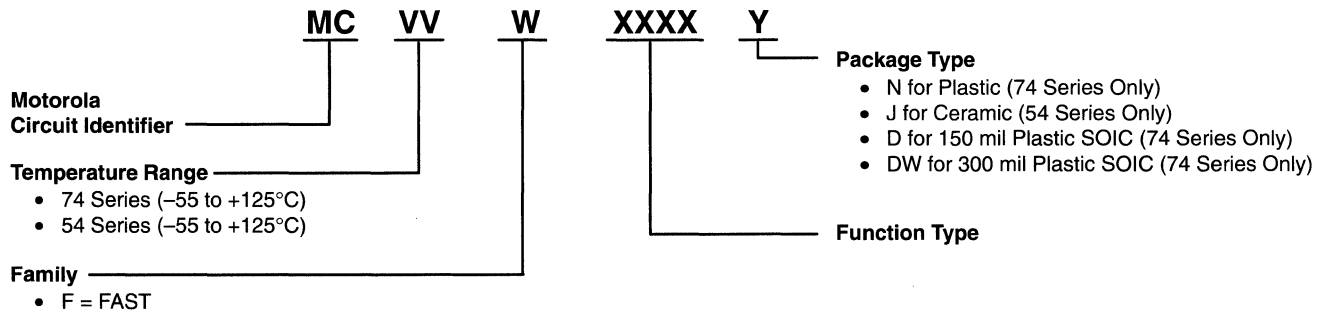 MC VV W XXXX Y
Motorola
Circuit Identifier
Temperature Range
• 74 Series (–55 to +125°C)
• 54 Series (–55 to +125°C)
Family
• F = FAST
Package Type
• N for Plastic (74 Series Only)
• J for Ceramic (54 Series Only)
• D for 150 mil Plastic SOIC (74 Series Only)
• DW for 300 mil Plastic SOIC (74 Series Only)
Function Type